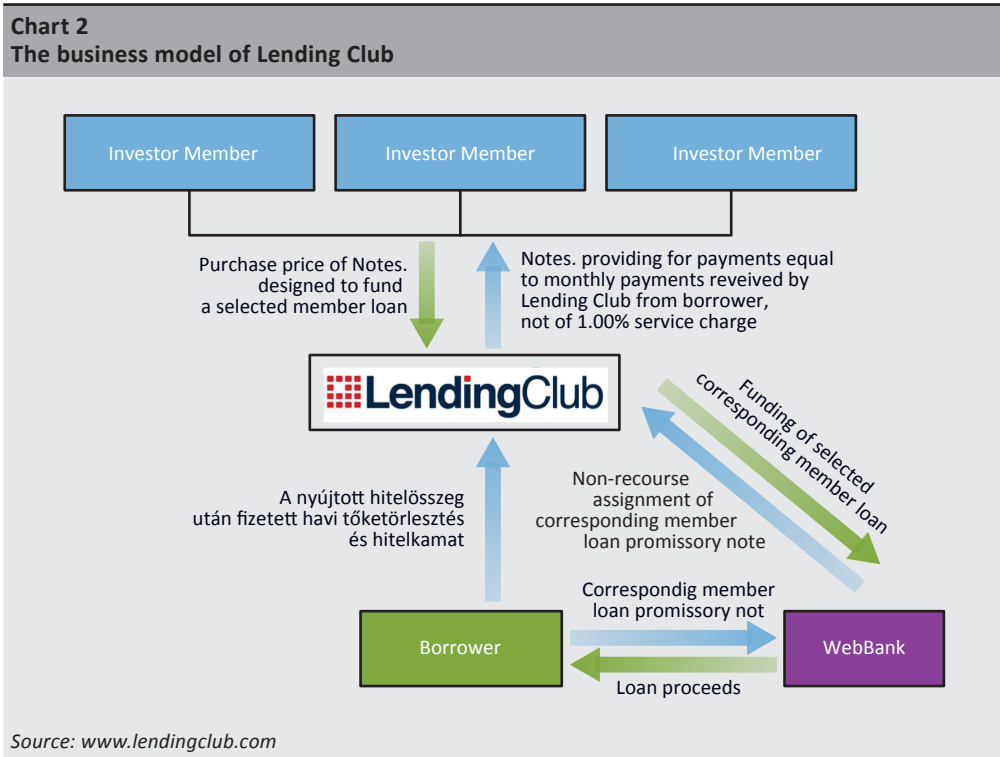 Chart 2
The business model of Lending Club
Investor Member
Investor Member
Investor Member
Purchase price of Notes.
designed to fund
a selected member loan
Notes. providing for payments equal
to monthly payments reveived by
Lending Club from borrower,
not of 1.00% service charge
LendingClub
Funding of selected
corresponding member loan
A nyújtott hitelösszeg
után fizetett havi tőketörlesztés
és hitelkamat
Non-recourse
assignment of
corresponding member
loan promissory note
Correspondig member
loan promissory not
Borrower
WebBank
Loan proceeds
Source: www.lendingclub.com